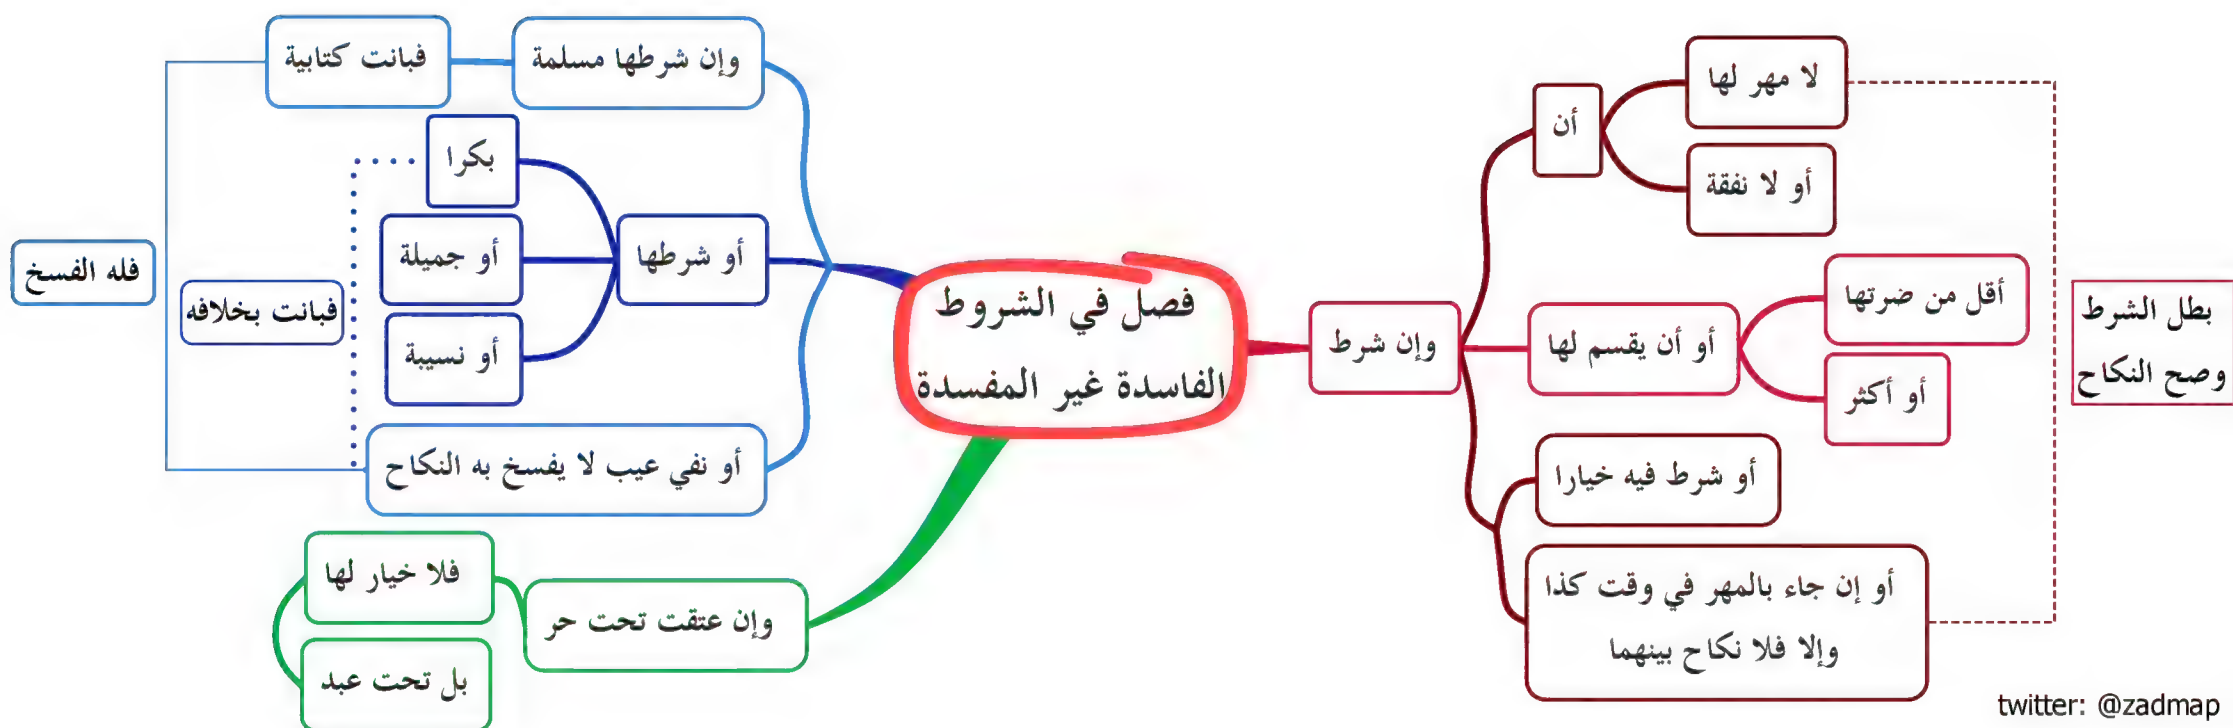 فصل في الشروط
الفاسدة غير المفسدة
وإن شرط
أن
لا مهر لها
أو لا نفقة
أو أن يقسم لها
أقل من ضرتها
أو أكثر
أو شرط فيه خيارا
أو إن جاء بالمهر في وقت كذا
وإلا فلا نكاح بينهما
بطل الشرط
وصح النكاح
وإن شرطها مسلمة
فبانت كتابية
أو شرطها
بكرا
أو جميلة
أو نسيبة
أو نفي عيب لا يفسخ به النكاح
فبانت بخلافه
فله الفسخ
وإن عتقت تحت حر
فلا خيار لها
بل تحت عبد
twitter: @zadmap